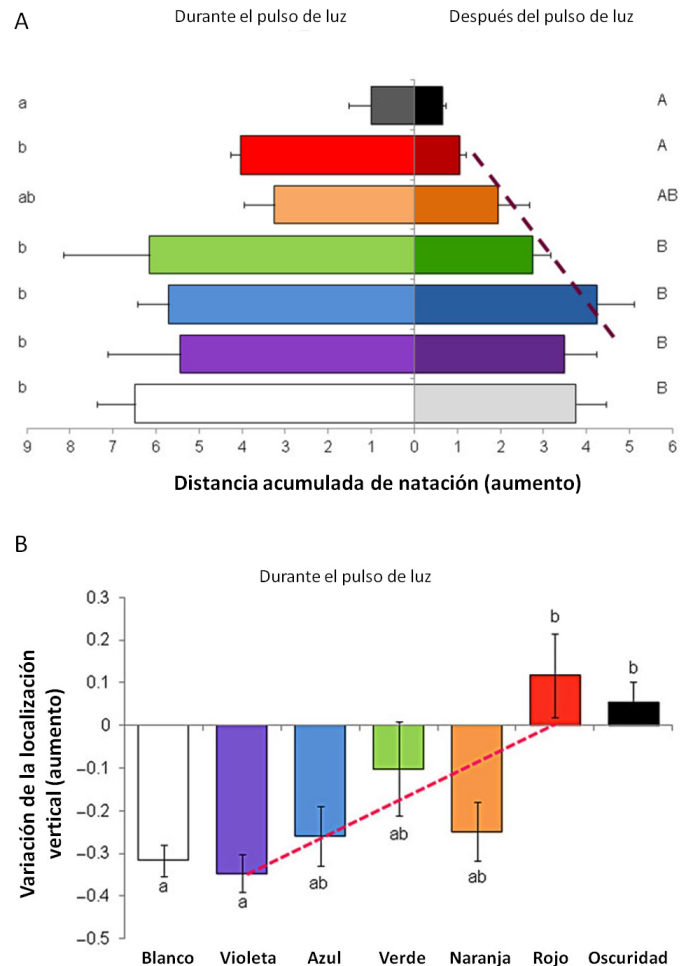 A
Durante el pulso de luz
Después del pulso de luz
a A
b A
ab AB
b B
b B
b B
b B
9 8 7 6 5 4 3 2 1 0 1 2 3 4 5 6
Distancia acumulada de natación (aumento)
B
Durante el pulso de luz
Variación de la localización
vertical (aumento)
0.3
0.2
0.1
0
–0.1
–0.2
–0.3
–0.4
–0.5
a a ab ab ab b b
Blanco Violeta Azul Verde Naranja Rojo Oscuridad